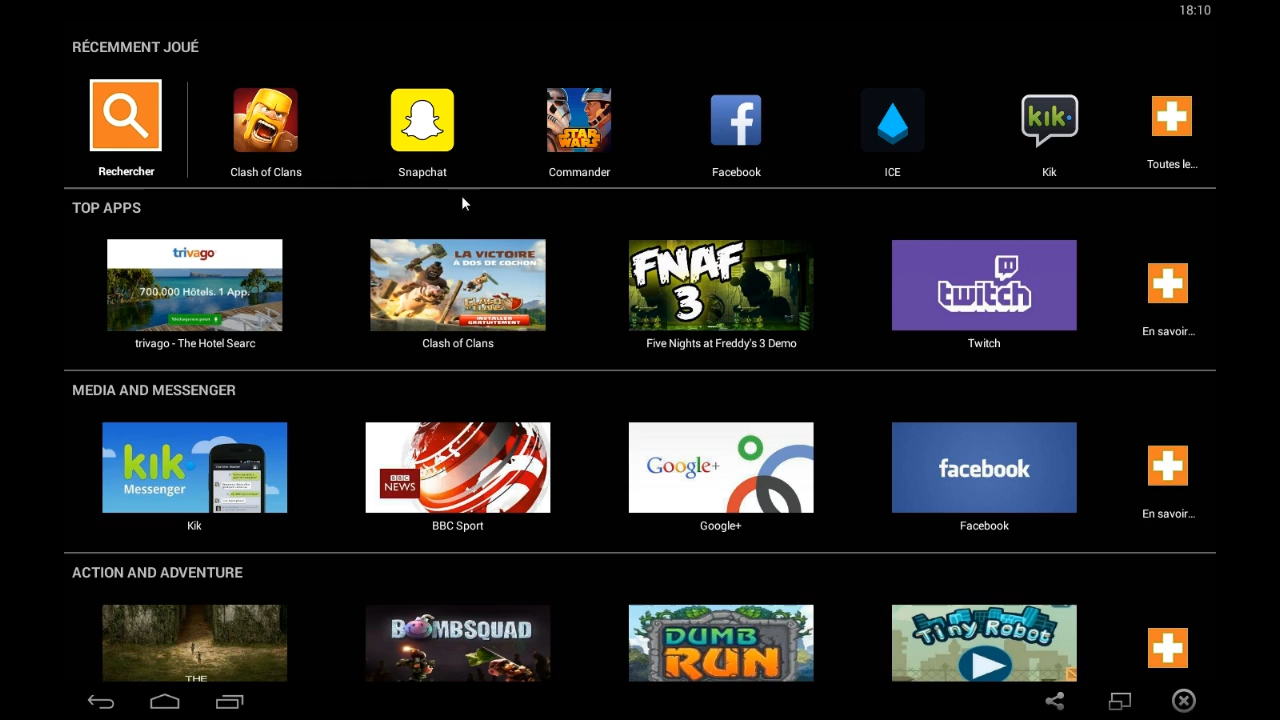 18:10
RÉCEMMENT JOUÉ
STAR WARS
kik
Rechercher
Clash of Clans
Snapchat
Commander
Facebook
ICE
Kik
Toutes le...
TOP APPS
trivago
700.000 Hôtels. 1 App.
LA VICTOIRE
À DOS DE COCHON
INSTALLER
GRATUITEMENT
FNAF
3
twitch
trivago - The Hotel Searc
Clash of Clans
Five Nights at Freddy's 3 Demo
Twitch
En savoir...
MEDIA AND MESSENGER
kik
Messenger
BBC
NEWS
Google+
facebook
Kik
BBC Sport
Google+
Facebook
En savoir...
ACTION AND ADVENTURE
THE
BOMBSQUAD
DUMB
RUN
Tiny Robot